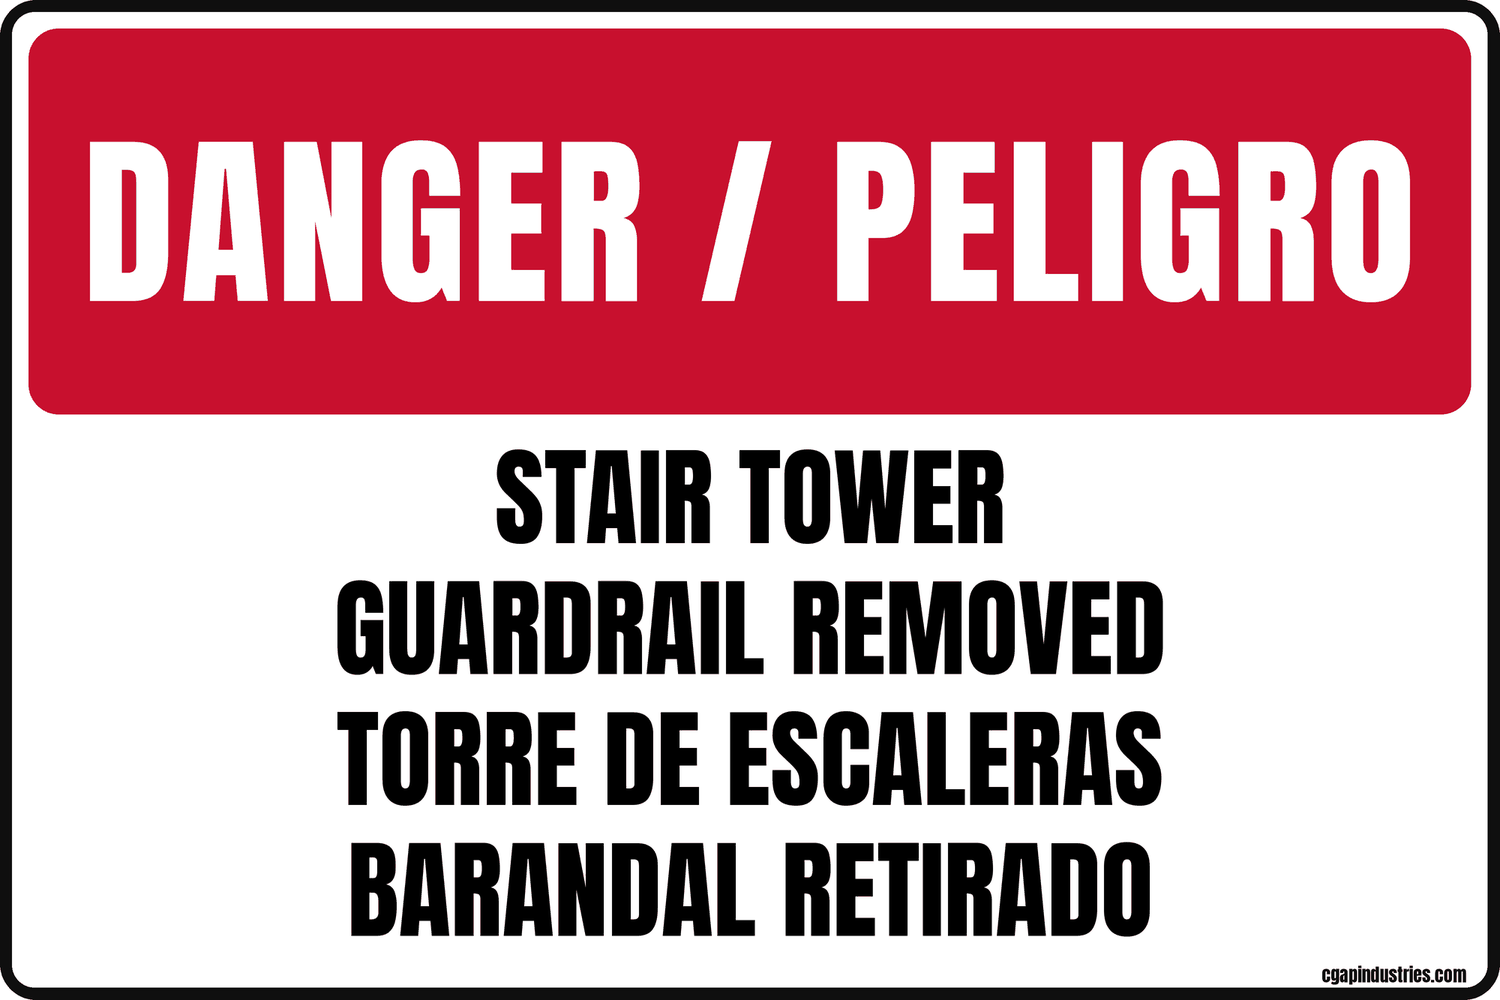 DANGER / PELIGRO
STAIR TOWER
GUARDRAIL REMOVED
TORRE DE ESCALERAS
BARANDAL RETIRADO
cgapindustries.com